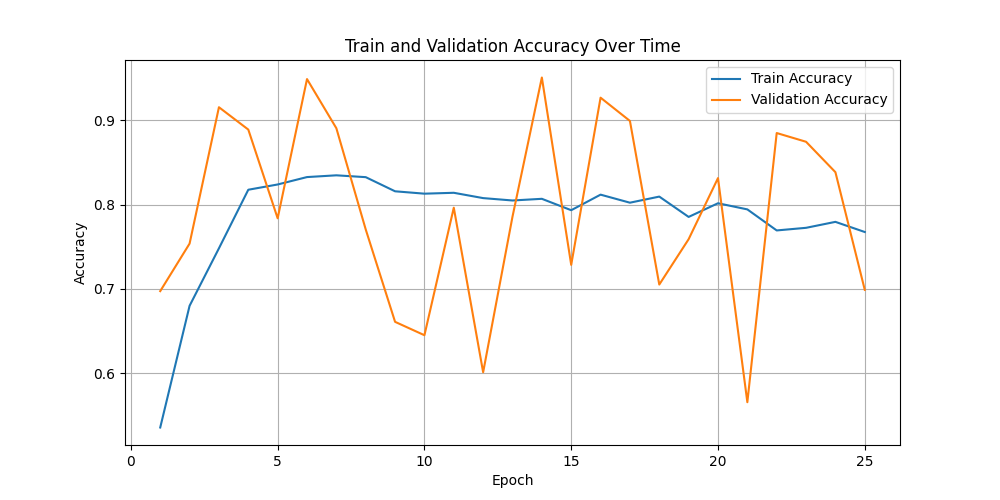 Train and Validation Accuracy Over Time
Train Accuracy
Validation Accuracy
Accuracy
0.9
0.8
0.7
0.6
0 5 10 15 20 25
Epoch